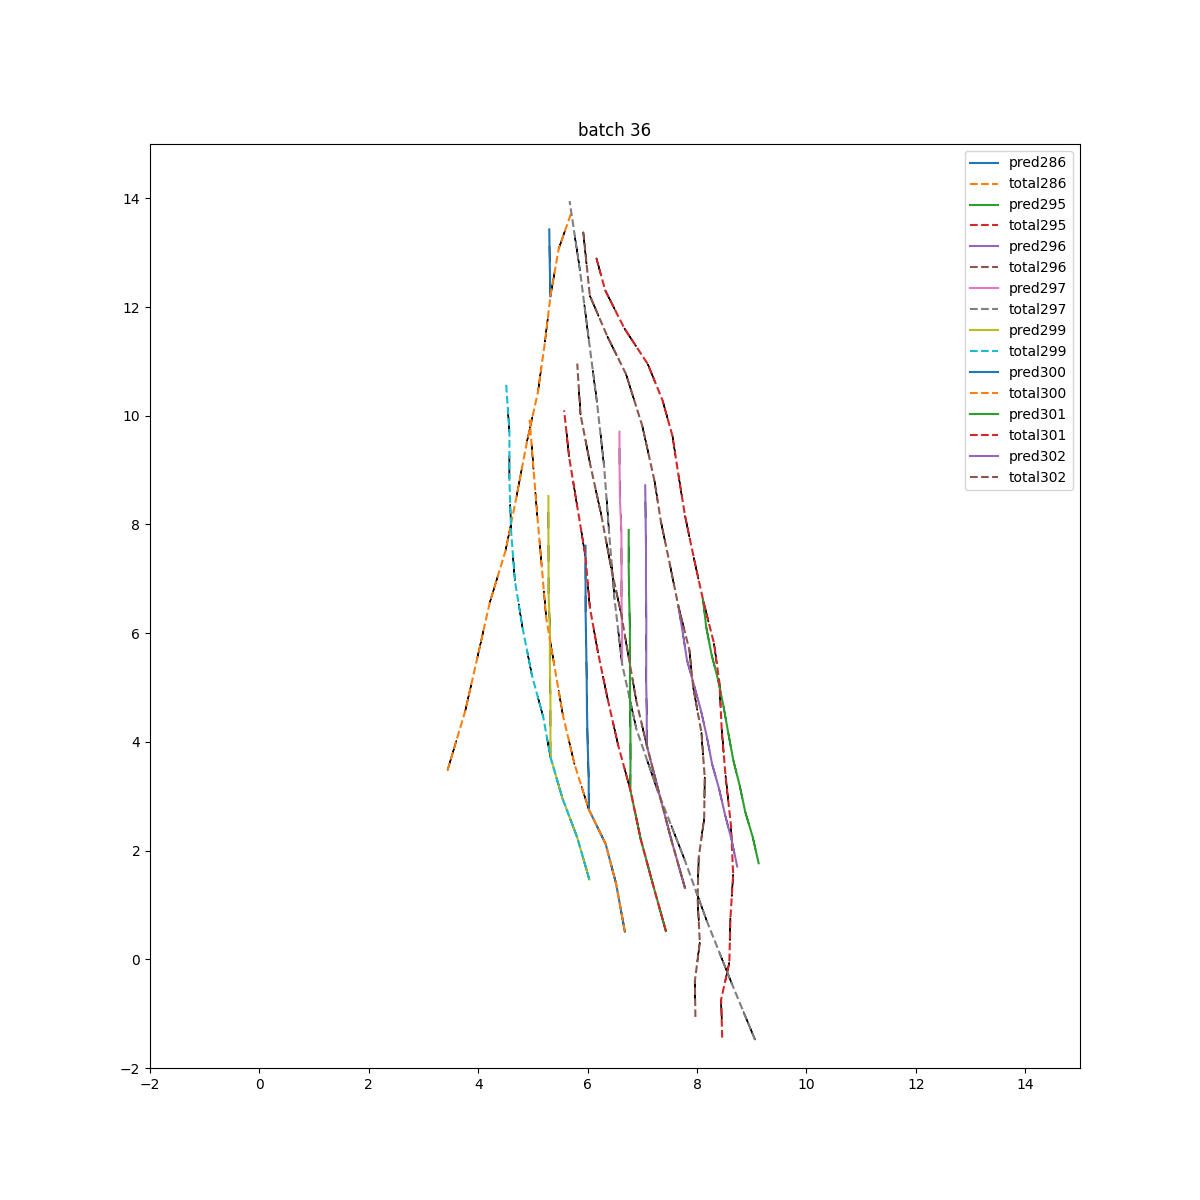 batch 36
pred286
total286
pred295
total295
pred296
total296
pred297
total297
pred299
total299
pred300
total300
pred301
total301
pred302
total302
14
12
10
8
6
4
2
0
−2
−2 0 2 4 6 8 10 12 14